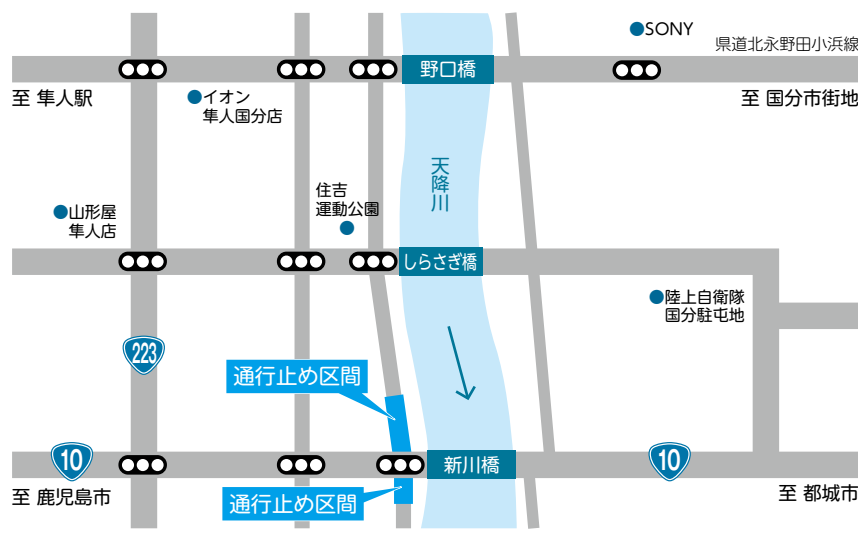 SONY
県道北永野田小浜線
野口橋
至 隼人駅
イオン
隼人国分店
至 国分市街地
天降川
住吉
運動公園
山形屋
隼人店
しらさぎ橋
陸上自衛隊
国分駐屯地
223
通行止め区間
10
新川橋
10
至 鹿児島市
通行止め区間
至 都城市